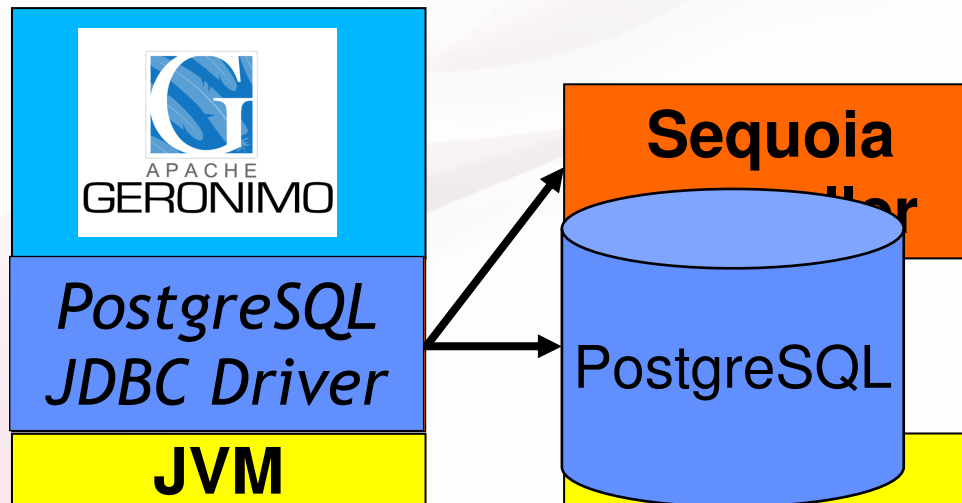 APACHE
GERONIMO
PostgreSQL
JDBC Driver
JVM
Sequoia
PostgreSQL